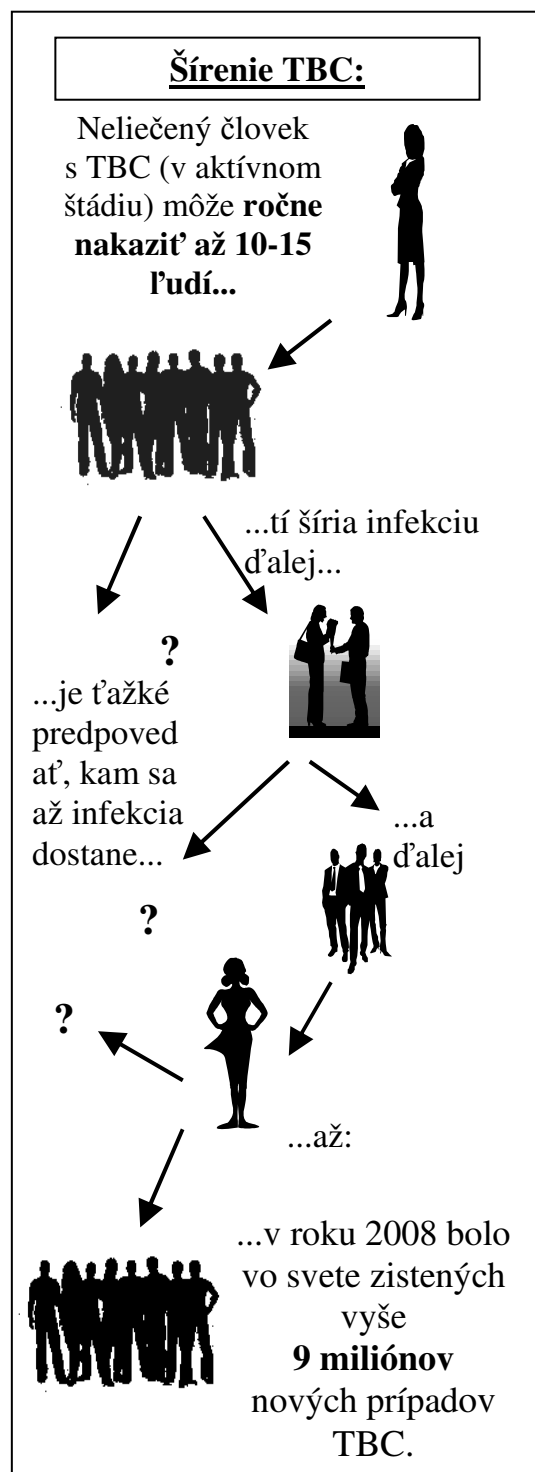 Šírenie TBC:
Neliečený človek
s TBC (v aktívnom
štádiu) môže ročne
nakaziť až 10-15
ľudí...
...tí šíria infekciu
ďalej...
?
...je ťažké
predpoved
ať, kam sa
až infekcia
dostane...
...a
ďalej
?
?
...až:
...v roku 2008 bolo
vo svete zistených
vyše
9 miliónov
nových prípadov
TBC.